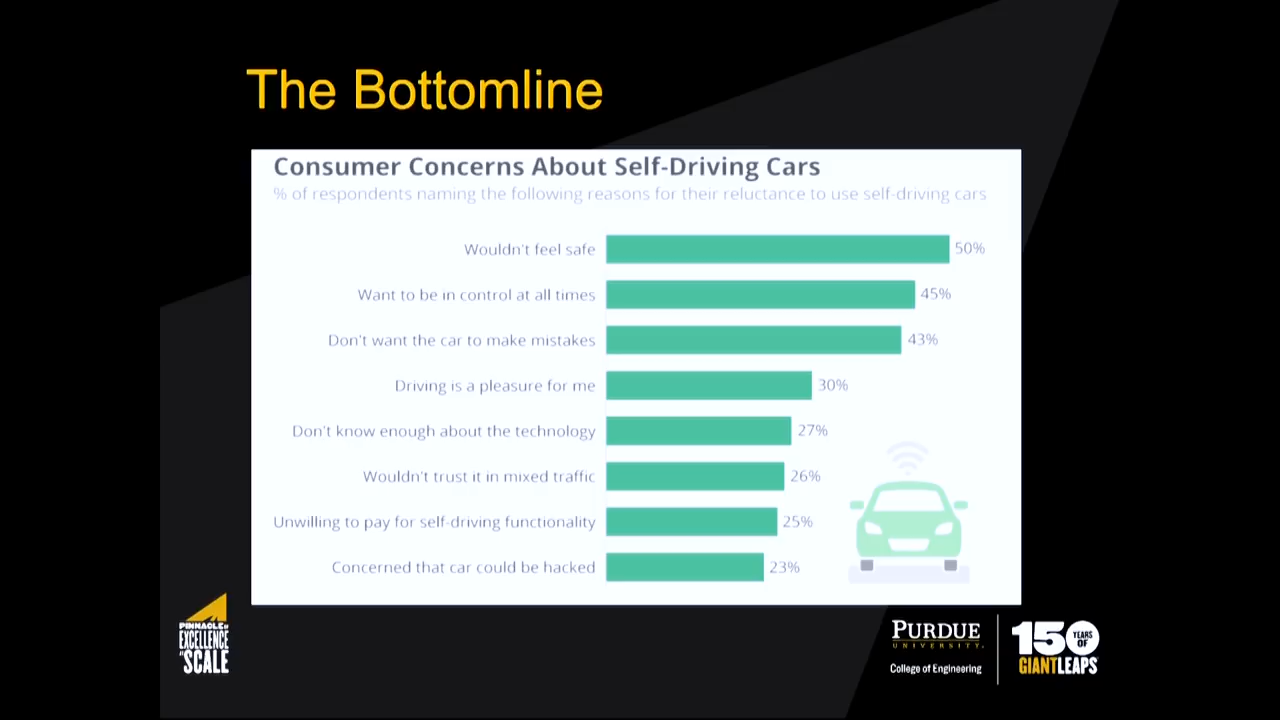 The Bottomline
Consumer Concerns About Self-Driving Cars
% of respondents naming the following reasons for their reluctance to use self-driving cars
Wouldn't feel safe 50%
Want to be in control at all times 45%
Don't want the car to make mistakes 43%
Driving is a pleasure for me 30%
Don't know enough about the technology 27%
Wouldn't trust it in mixed traffic 26%
Unwilling to pay for self-driving functionality 25%
Concerned that car could be hacked 23%
PINNACLE OF
EXCELLENCE
AT SCALE
PURDUE
UNIVERSITY.
College of Engineering
150 YEARS OF
GIANT LEAPS